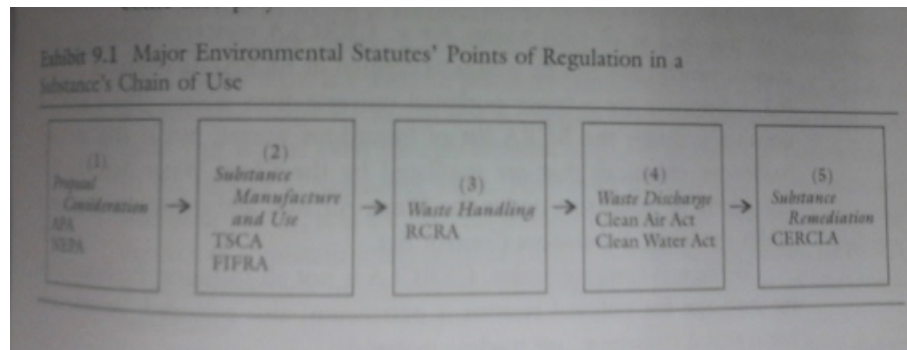 Exhibit 9.1 Major Environmental Statutes' Points of Regulation in a
Substance's Chain of Use
(1)
Proposal
Consideration
APA
NEPA
(2)
Substance
Manufacture
and Use
TSCA
FIFRA
(3)
Waste Handling
RCRA
(4)
Waste Discharge
Clean Air Act
Clean Water Act
(5)
Substance
Remediation
CERCLA